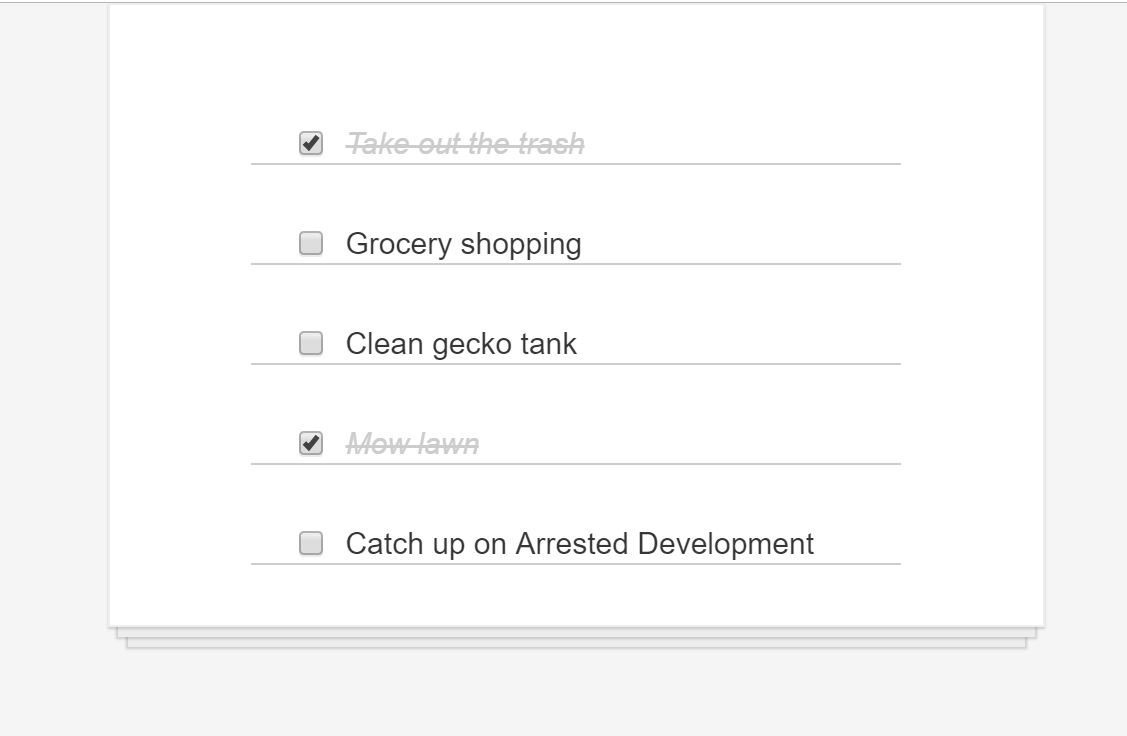 Take out the trash
Grocery shopping
Clean gecko tank
Mow lawn
Catch up on Arrested Development